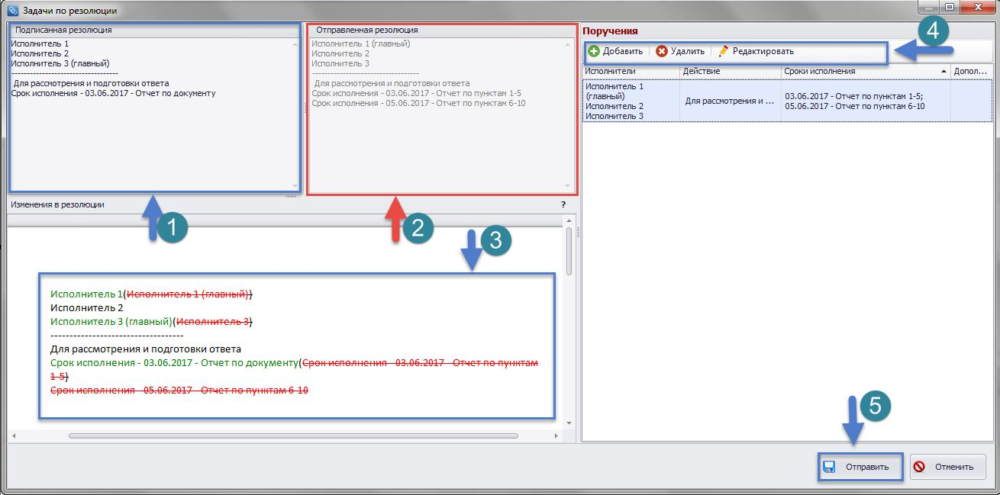 Задачи по резолюции
Подписанная резолюция
Исполнитель 1
Исполнитель 2
Исполнитель 3 (главный)
-----------------------------------
Для рассмотрения и подготовки ответа
Срок исполнения - 03.06.2017 - Отчет по документу
1
Отправленная резолюция
Исполнитель 1 (главный)
Исполнитель 2
Исполнитель 3
-----------------------------------
Для рассмотрения и подготовки ответа
Срок исполнения - 03.06.2017 - Отчет по пунктам 1-5
Срок исполнения - 05.06.2017 - Отчет по пунктам 6-10
2
Изменения в резолюции
?
3
Исполнитель 1(Исполнитель 1 (главный))
Исполнитель 2
Исполнитель 3 (главный)(Исполнитель 3)
-----------------------------------
Для рассмотрения и подготовки ответа
Срок исполнения - 03.06.2017 - Отчет по документу(Срок исполнения - 03.06.2017 - Отчет по пунктам
1-5)
Срок исполнения - 05.06.2017 - Отчет по пунктам 6-10
Поручения
4
Добавить Удалить Редактировать
Исполнители Действие Сроки исполнения Допол...
Исполнитель 1
(главный)
Исполнитель 2
Исполнитель 3
Для рассмотрения и ...
03.06.2017 - Отчет по пунктам 1-5;
05.06.2017 - Отчет по пунктам 6-10
5
Отправить Отменить